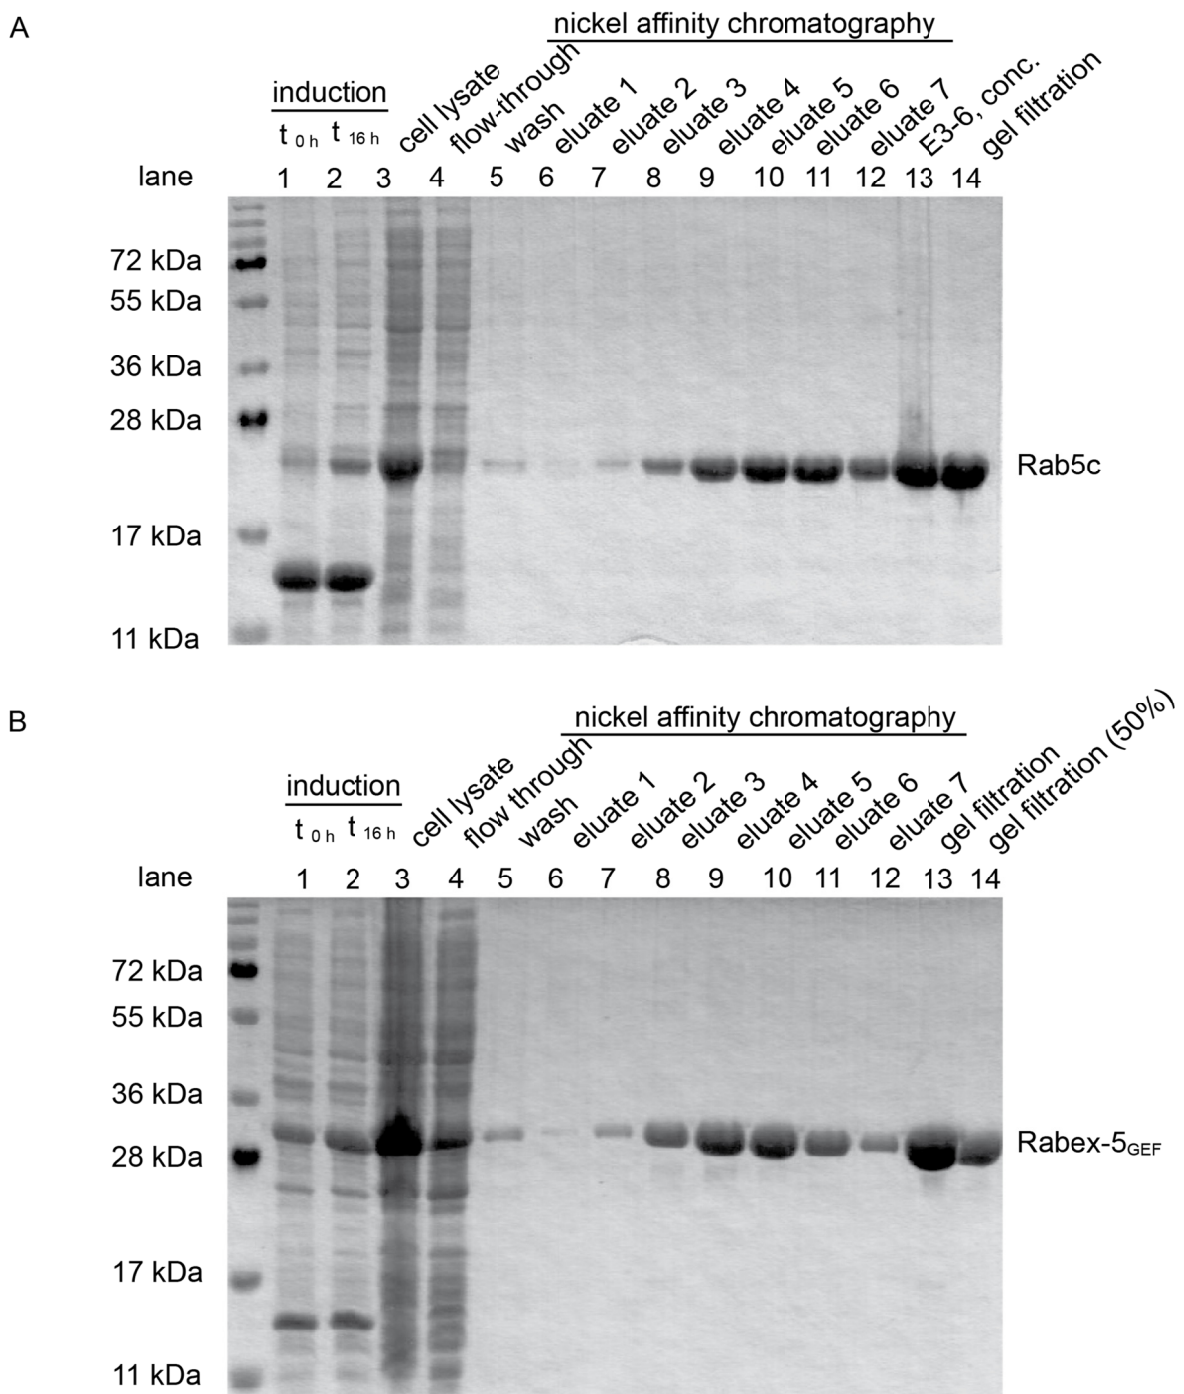 A
nickel affinity chromatography
induction
t 0 h t 16 h cell lysate flow-through wash eluate 1 eluate 2 eluate 3 eluate 4 eluate 5 eluate 6 eluate 7 E3-6, conc. gel filtration
lane 1 2 3 4 5 6 7 8 9 10 11 12 13 14
72 kDa
55 kDa
36 kDa
28 kDa
Rab5c
17 kDa
11 kDa
B
nickel affinity chromatography
induction
t 0 h t 16 h cell lysate flow through wash eluate 1 eluate 2 eluate 3 eluate 4 eluate 5 eluate 6 eluate 7 gel filtration gel filtration (50%)
lane 1 2 3 4 5 6 7 8 9 10 11 12 13 14
72 kDa
55 kDa
36 kDa
Rabex-5GEF
28 kDa
17 kDa
11 kDa